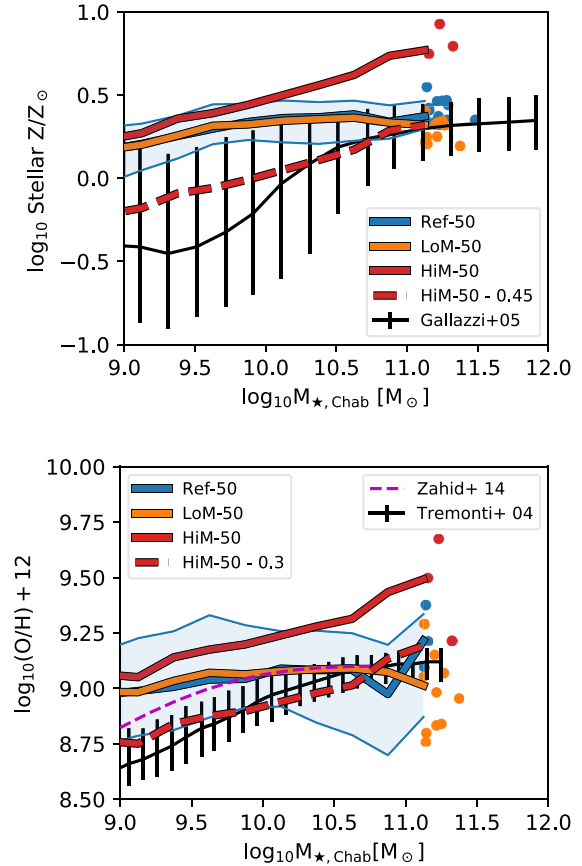 1.0
0.5
0.0
−0.5
−1.0
log₁₀ Stellar Z/Z⊙
Ref-50
LoM-50
HiM-50
HiM-50 - 0.45
Gallazzi+05
9.0 9.5 10.0 10.5 11.0 11.5 12.0
log₁₀M★, Chab [M⊙]
10.00
9.75
9.50
9.25
9.00
8.75
8.50
log₁₀(O/H) + 12
Ref-50
LoM-50
HiM-50
HiM-50 - 0.3
Zahid+ 14
Tremonti+ 04
9.0 9.5 10.0 10.5 11.0 11.5 12.0
log₁₀M★, Chab[M⊙]